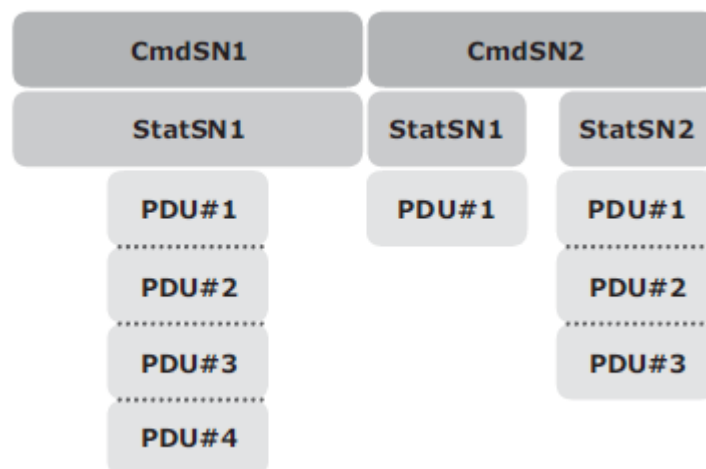 CmdSN1 CmdSN2
StatSN1 StatSN1 StatSN2
PDU#1 PDU#1 PDU#1
PDU#2 PDU#2
PDU#3 PDU#3
PDU#4